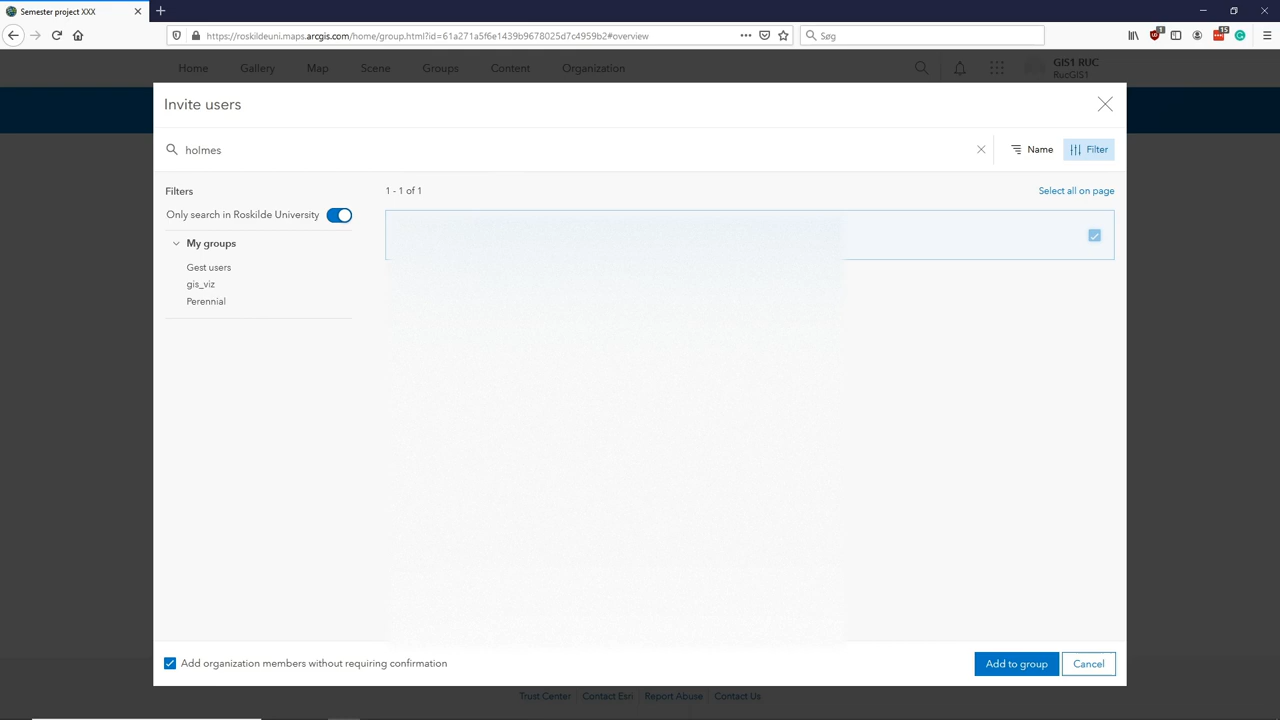 Semester project XXX
https://roskildeuni.maps.arcgis.com/home/group.html?id=61a271a5f6e1439b9678025d7c4959b2#overview
Søg
1
15
Home Gallery Map Scene Groups Content Organization
GIS1 RUC
RucGIS1
Invite users
holmes
Name
Filter
Filters
1 - 1 of 1
Select all on page
Only search in Roskilde University
My groups
Gest users
gis_viz
Perennial
Add organization members without requiring confirmation
Add to group
Cancel
Trust Center Contact Esri Report Abuse Contact Us